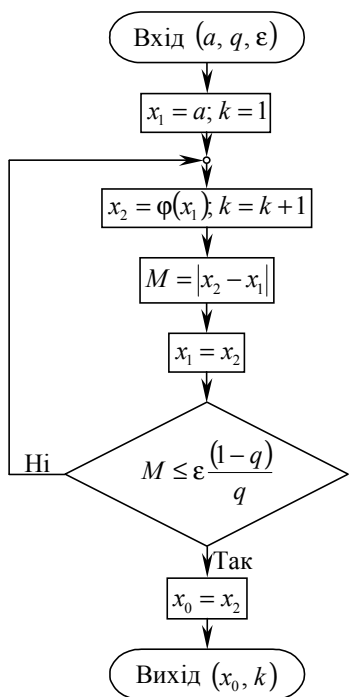 Вхід (a, q, ε)
x₁ = a; k = 1
x₂ = φ(x₁); k = k + 1
M = |x₂ − x₁|
x₁ = x₂
Ні
M ≤ ε (1 − q)/q
Так
x₀ = x₂
Вихід (x₀, k)